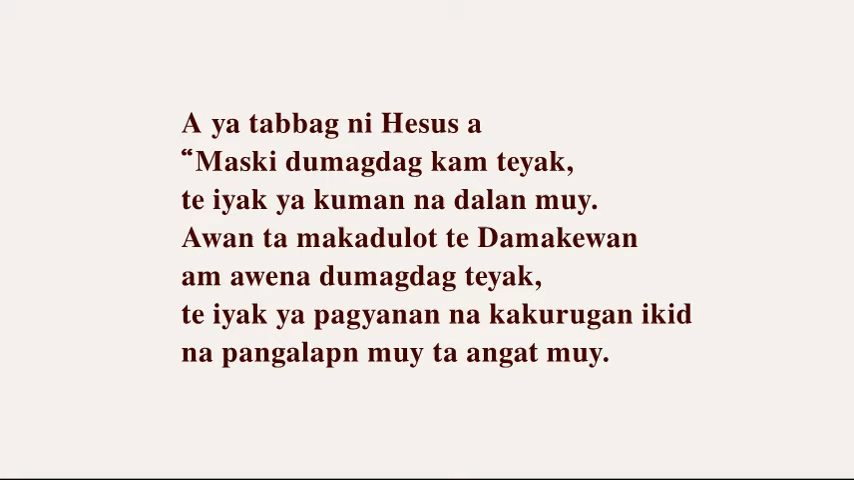 A ya tabbag ni Hesus a
“Maski dumagdag kam teyak,
te iyak ya kuman na dalan muy.
Awan ta makadulot te Damakewan
am awena dumagdag teyak,
te iyak ya pagyanan na kakurugan ikid
na pangalapn muy ta angat muy.